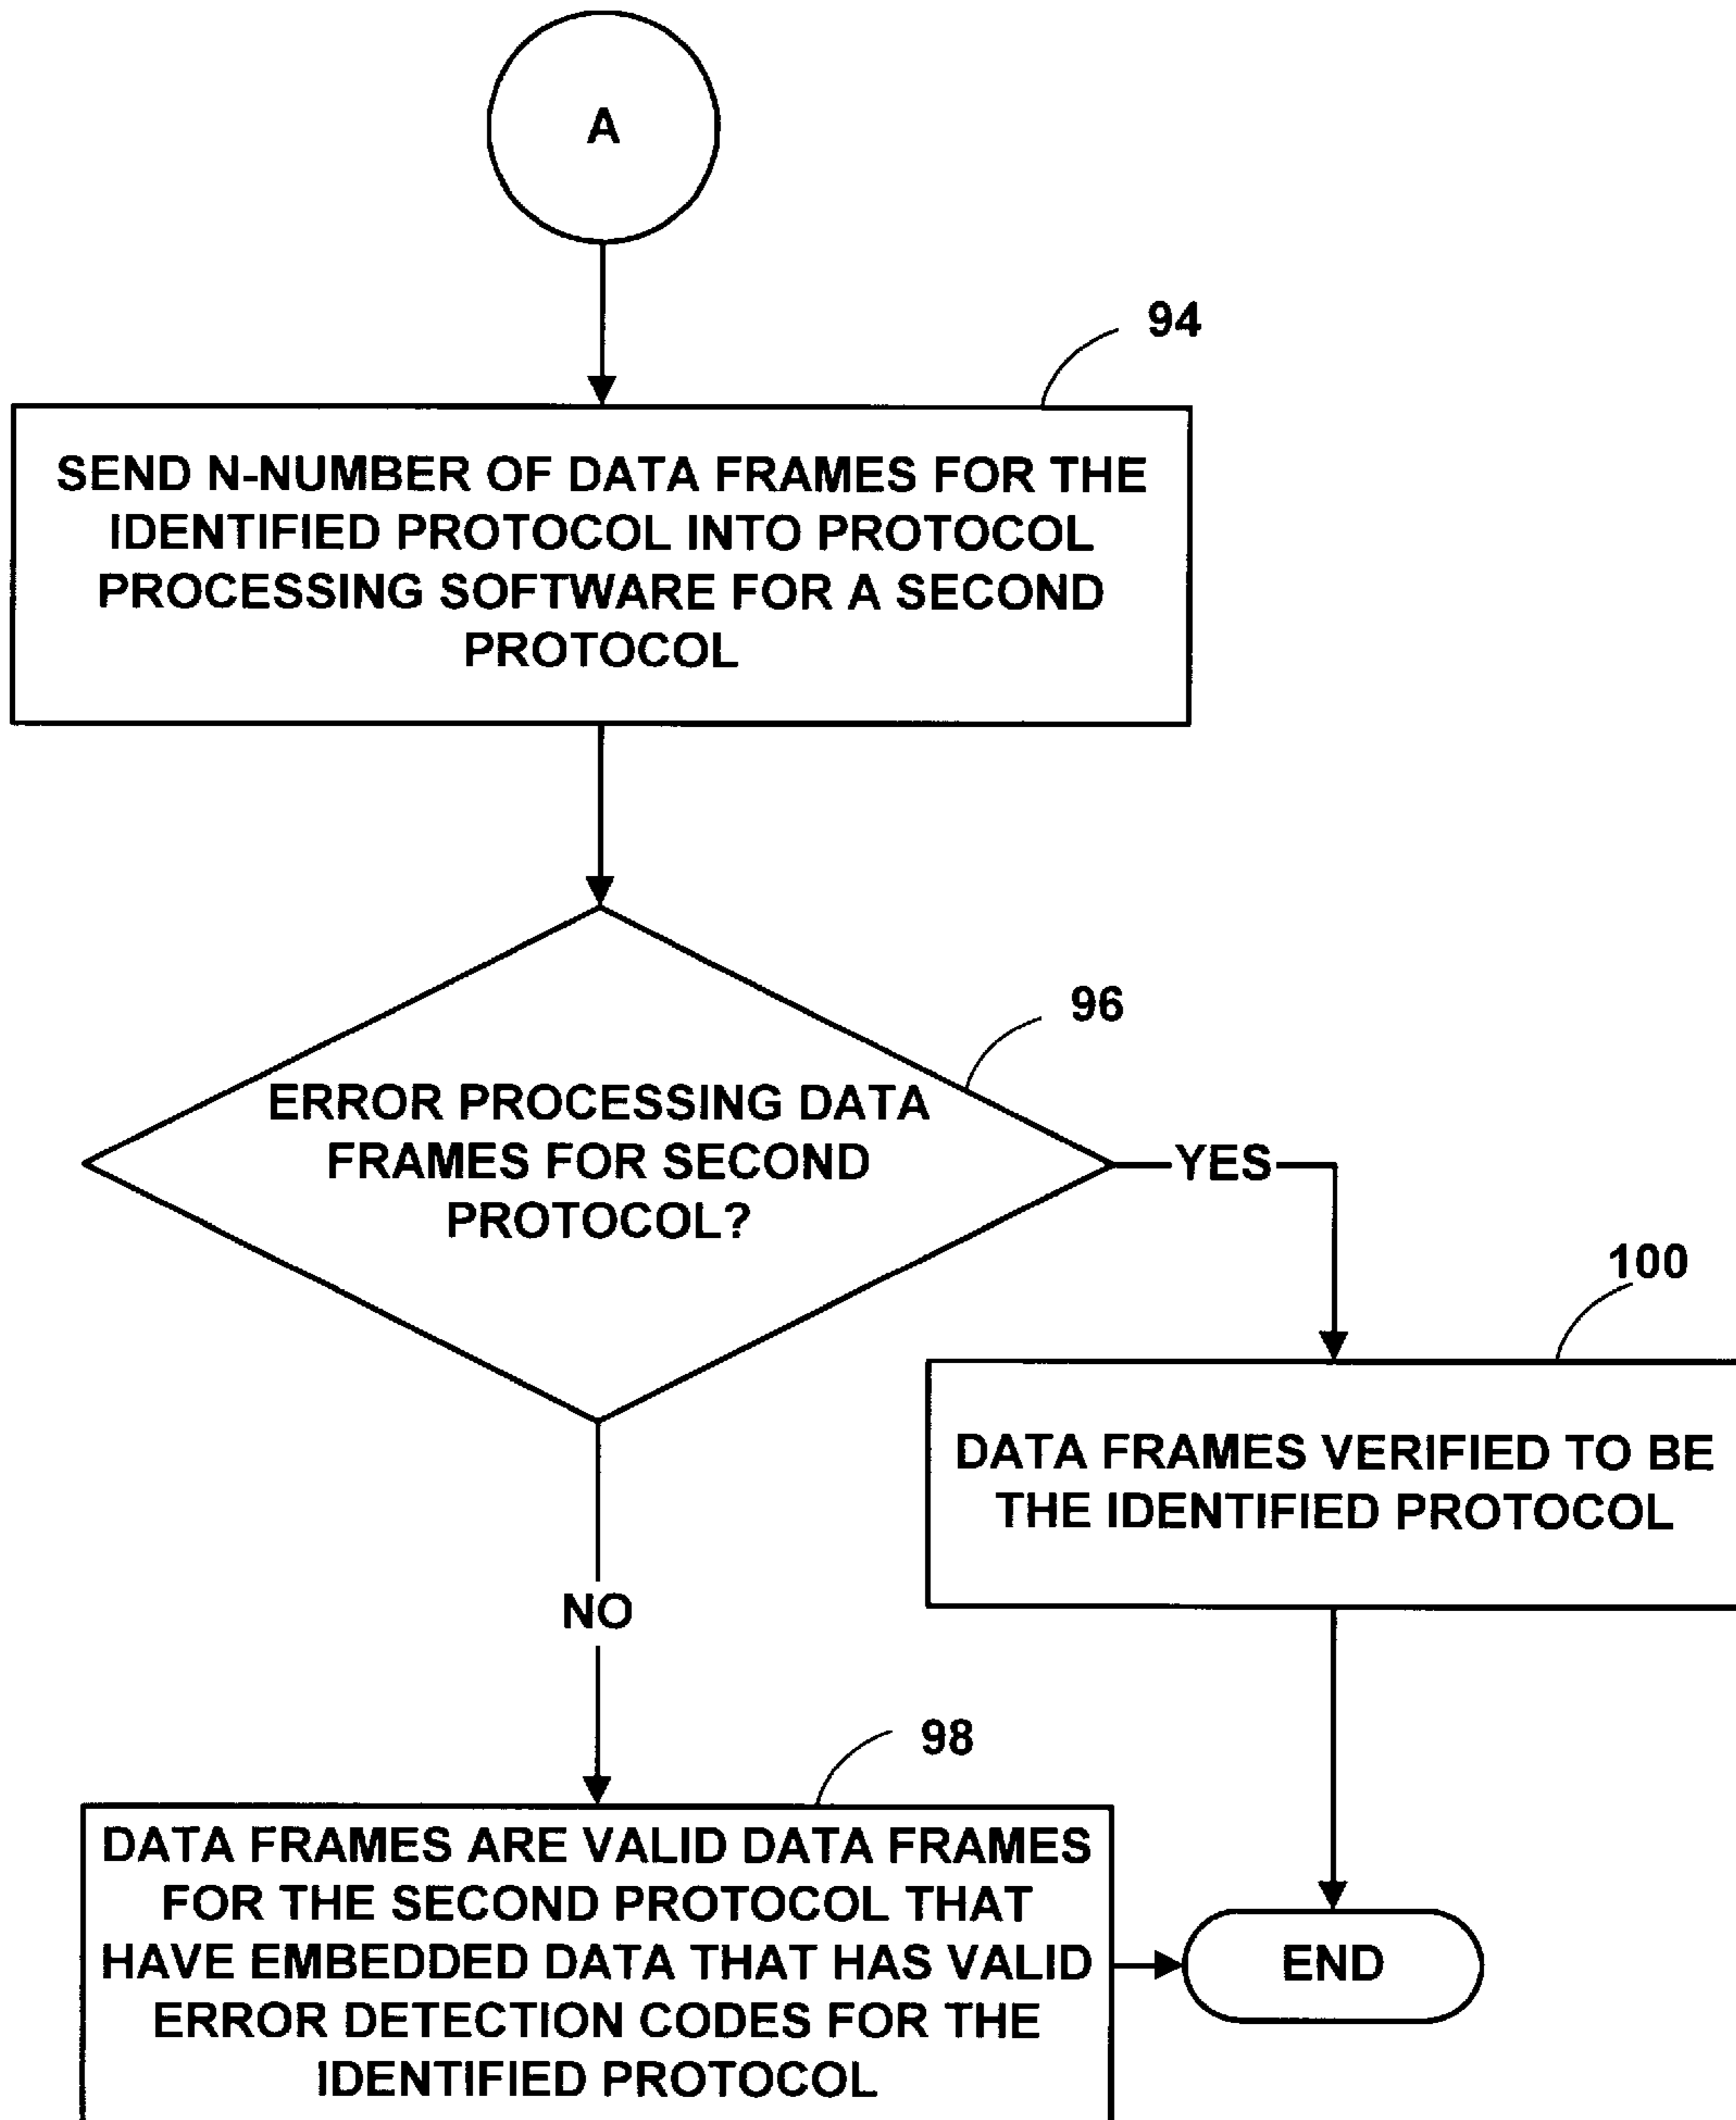 A
94
SEND N-NUMBER OF DATA FRAMES FOR THE
IDENTIFIED PROTOCOL INTO PROTOCOL
PROCESSING SOFTWARE FOR A SECOND
PROTOCOL
96
ERROR PROCESSING DATA
FRAMES FOR SECOND
PROTOCOL?
YES
100
DATA FRAMES VERIFIED TO BE
THE IDENTIFIED PROTOCOL
NO
98
DATA FRAMES ARE VALID DATA FRAMES
FOR THE SECOND PROTOCOL THAT
HAVE EMBEDDED DATA THAT HAS VALID
ERROR DETECTION CODES FOR THE
IDENTIFIED PROTOCOL
END